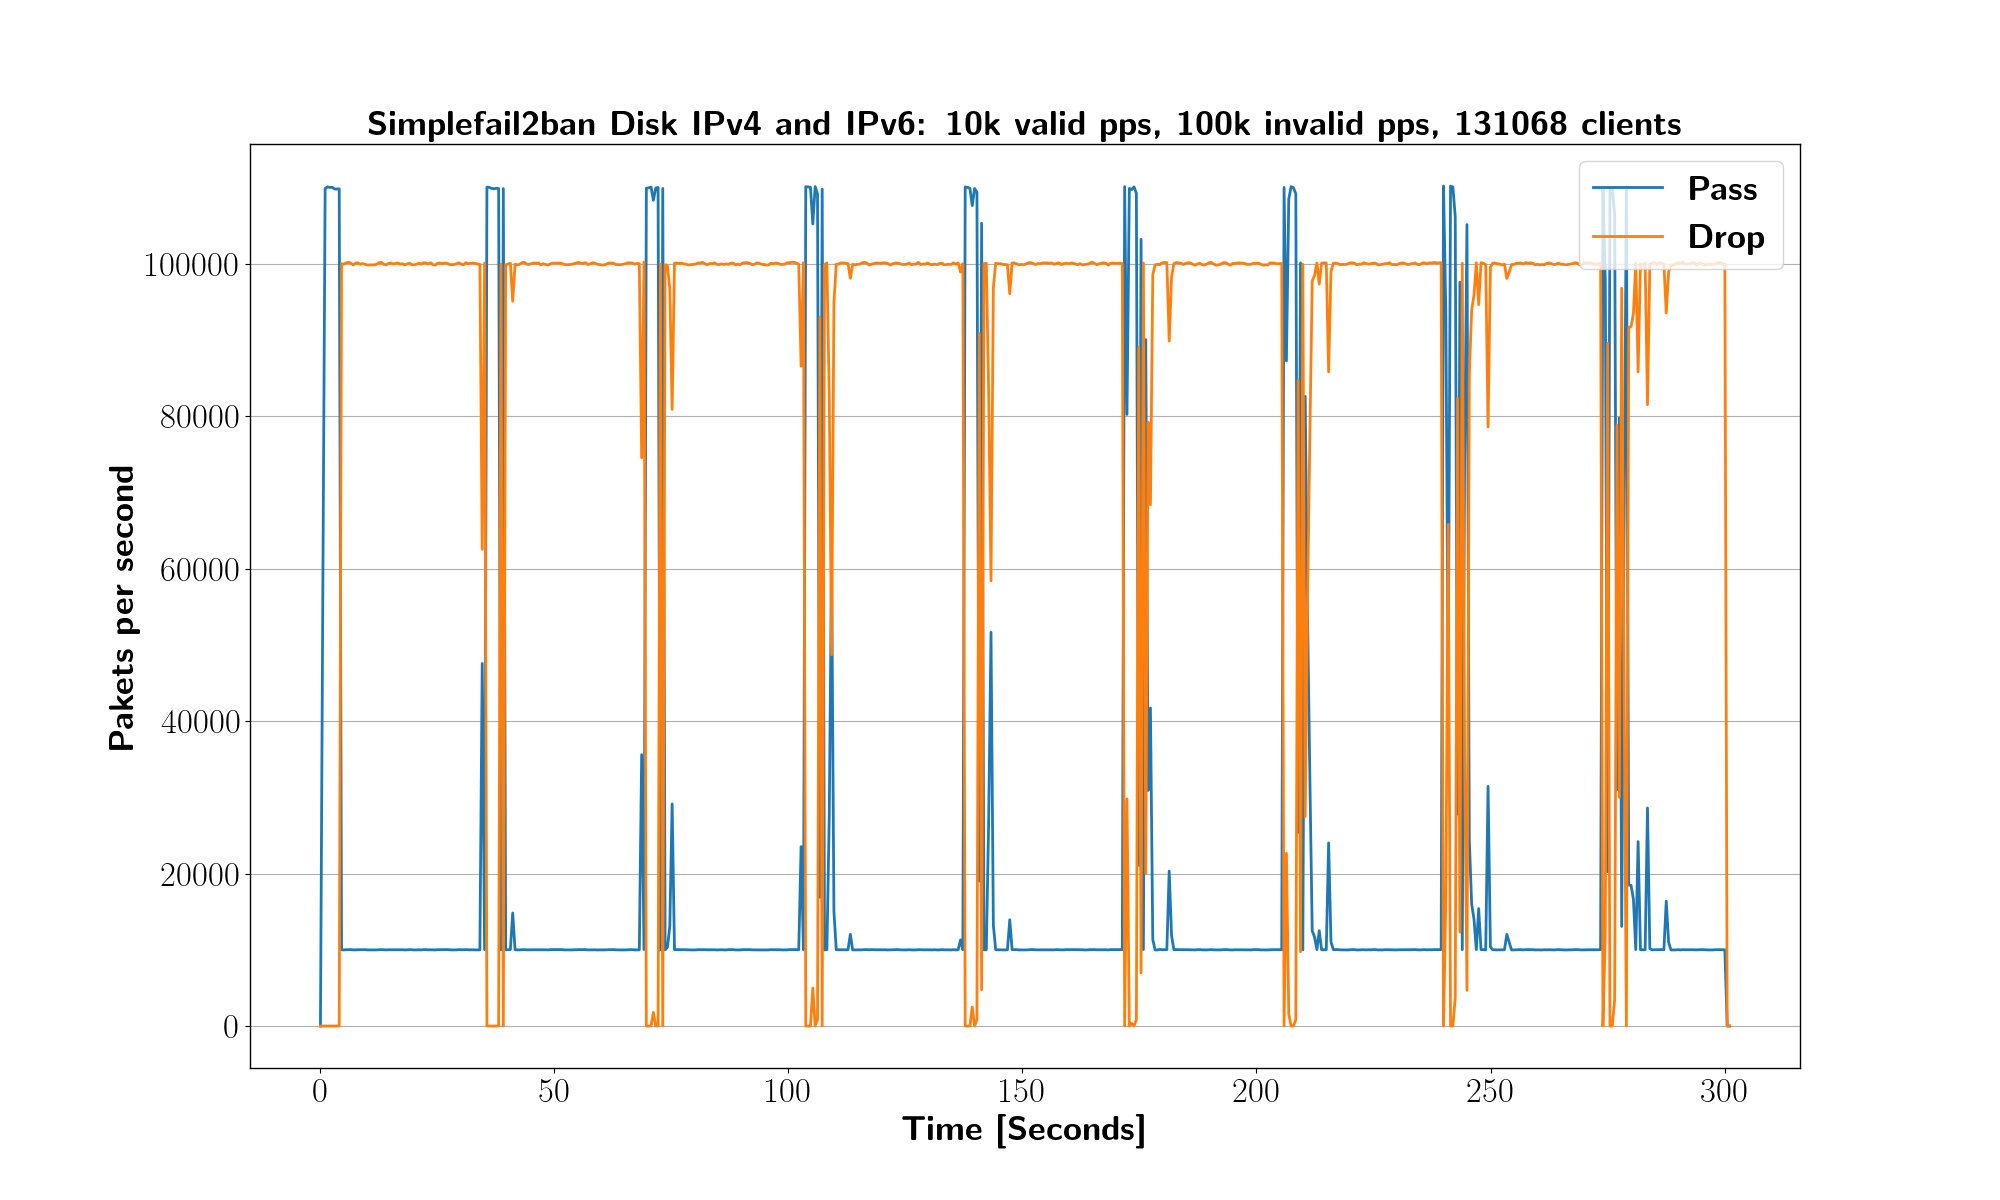 Simplefail2ban Disk IPv4 and IPv6: 10k valid pps, 100k invalid pps, 131068 clients
Pass
Drop
100000
80000
60000
40000
20000
0
Pakets per second
0 50 100 150 200 250 300
Time [Seconds]